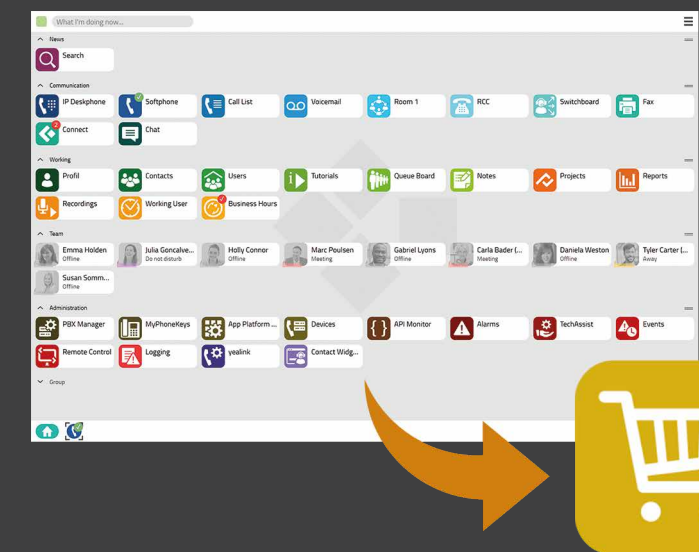 What I'm doing now...
News
Search
Communication
IP Deskphone
Softphone
Call List
Voicemail
Room 1
RCC
Switchboard
Fax
Connect
Chat
Working
Profil
Contacts
Users
Tutorials
Queue Board
Notes
Projects
Reports
Recordings
Working User
Business Hours
Team
Emma Holden
Offline
Julia Goncalve...
Do not disturb
Holly Connor
Offline
Marc Poulsen
Meeting
Gabriel Lyons
Offline
Carla Bader (...
Meeting
Daniela Weston
Offline
Tyler Carter (...
Away
Susan Somm...
Offline
Administration
PBX Manager
MyPhoneKeys
App Platform ...
Devices
API Monitor
Alarms
TechAssist
Events
Remote Control
Logging
yealink
Contact Widg...
Group